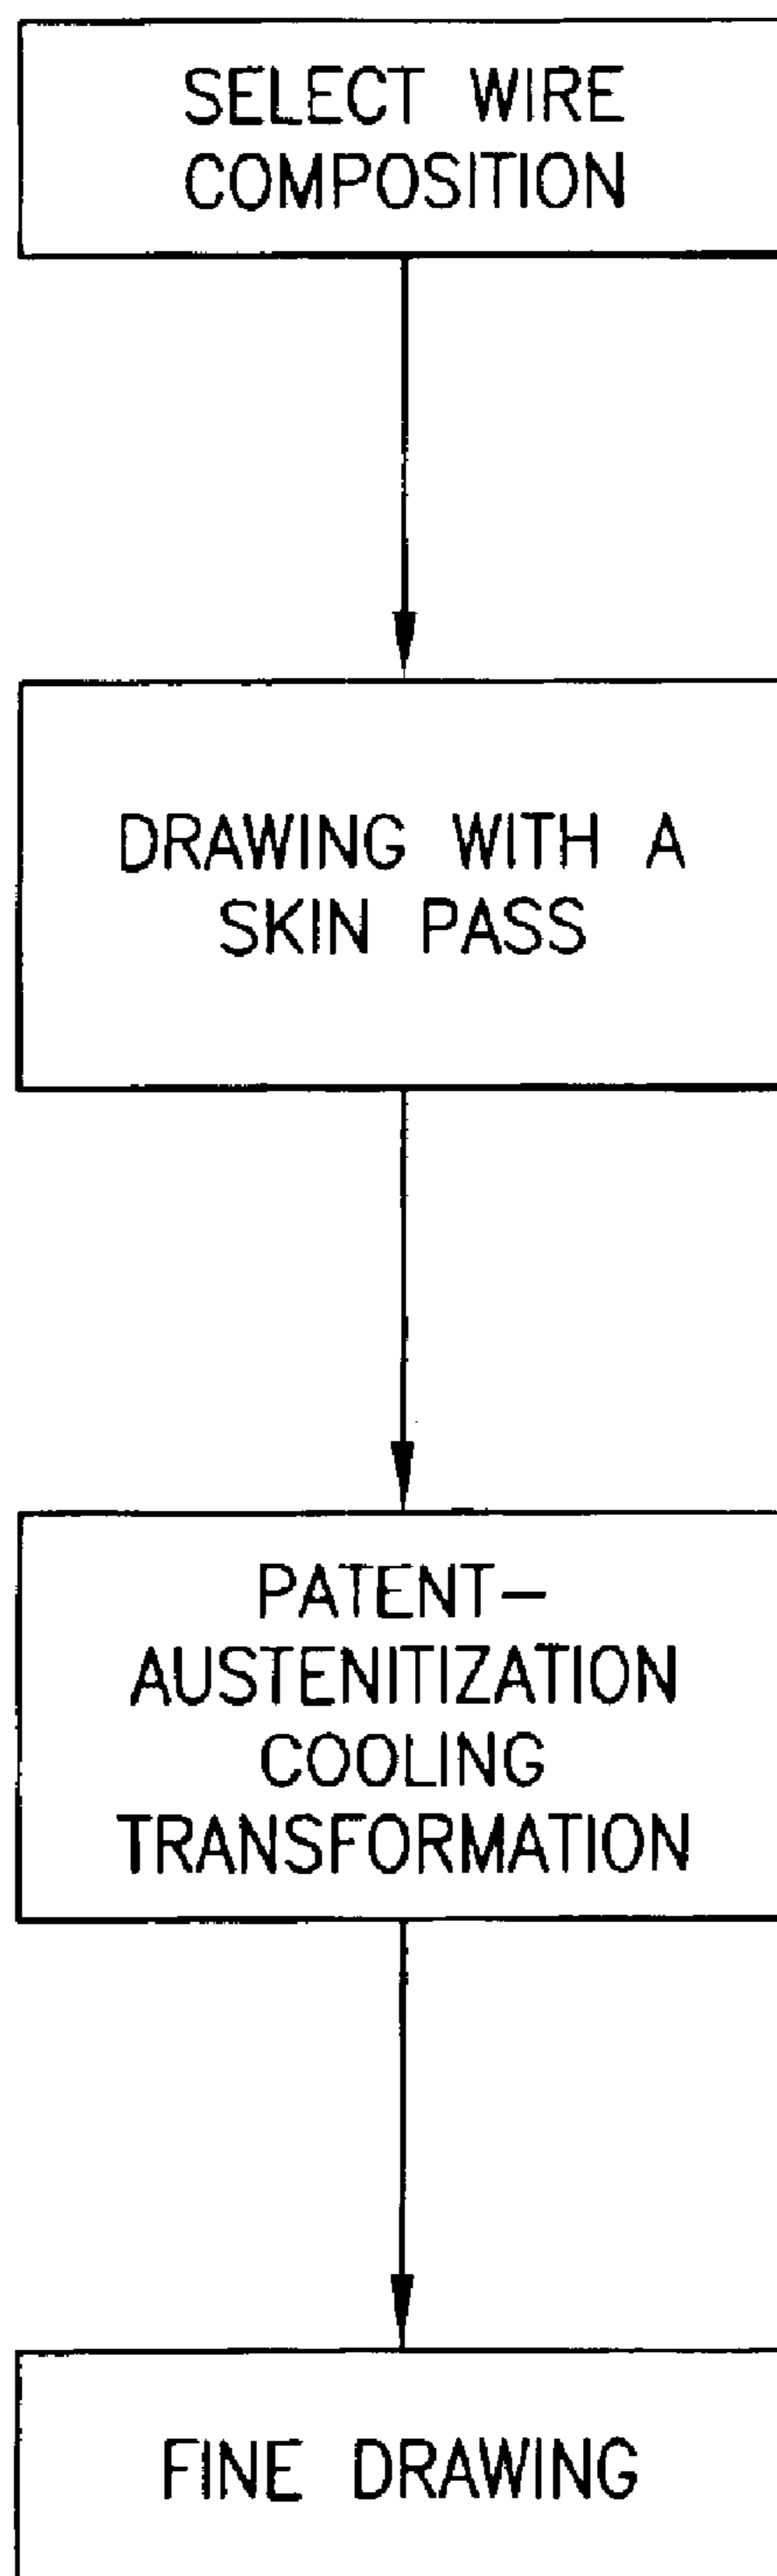 SELECT WIRE
COMPOSITION
DRAWING WITH A
SKIN PASS
PATENT-
AUSTENITIZATION
COOLING
TRANSFORMATION
FINE DRAWING